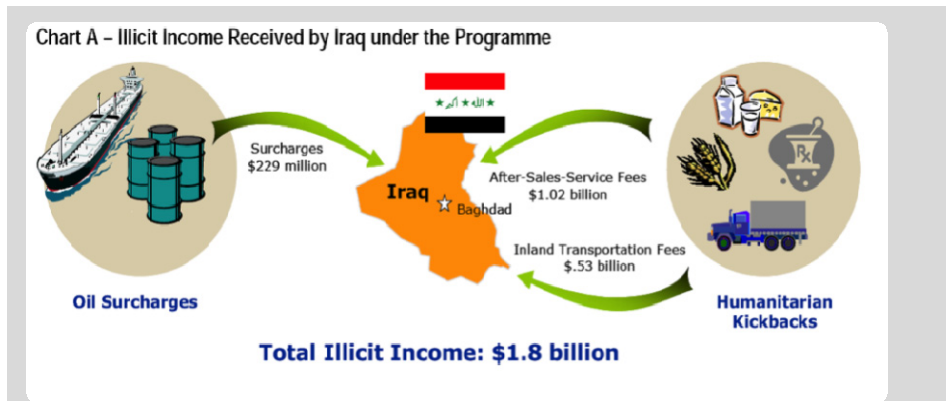 Chart A – Illicit Income Received by Iraq under the Programme
★الله★أكبر★
Surcharges
$229 million
After-Sales-Service Fees
$1.02 billion
Iraq
Baghdad
Rx
Inland Transportation Fees
$.53 billion
Oil Surcharges
Humanitarian
Kickbacks
Total Illicit Income: $1.8 billion